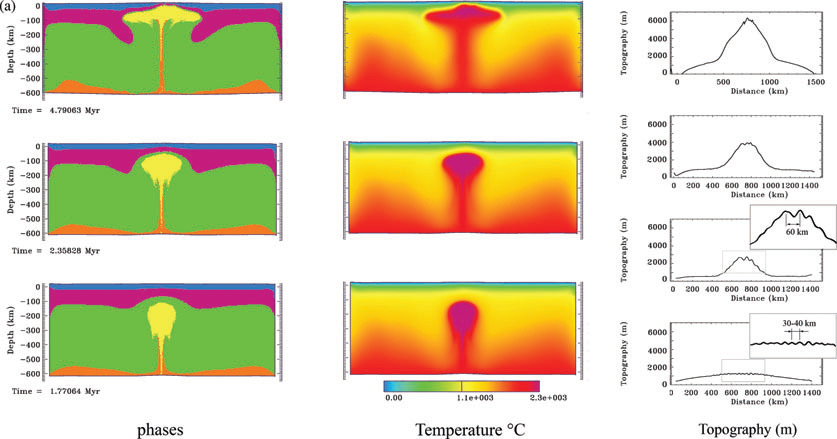 (a)
Depth (km)
0
−100
−200
−300
−400
−500
−600
Time = 4.79063 Myr
Topography (m)
6000
4000
2000
0
0 500 1000 1500
Distance (km)
Depth (km)
0
−100
−200
−300
−400
−500
−600
Time = 2.35828 Myr
Topography (m)
6000
4000
2000
0
0 200 400 600 800 1000 1400
Distance (km)
60 km
Topography (m)
6000
4000
2000
0
0 200 400 600 800 1000 1400
Distance (km)
Depth (km)
0
−100
−200
−300
−400
−500
−600
Time = 1.77064 Myr
0.00 1.1e+003 2.3e+003
30-40 km
Topography (m)
6000
4000
2000
0
0 200 400 600 800 1000 1400
Distance (km)
phases Temperature °C Topography (m)